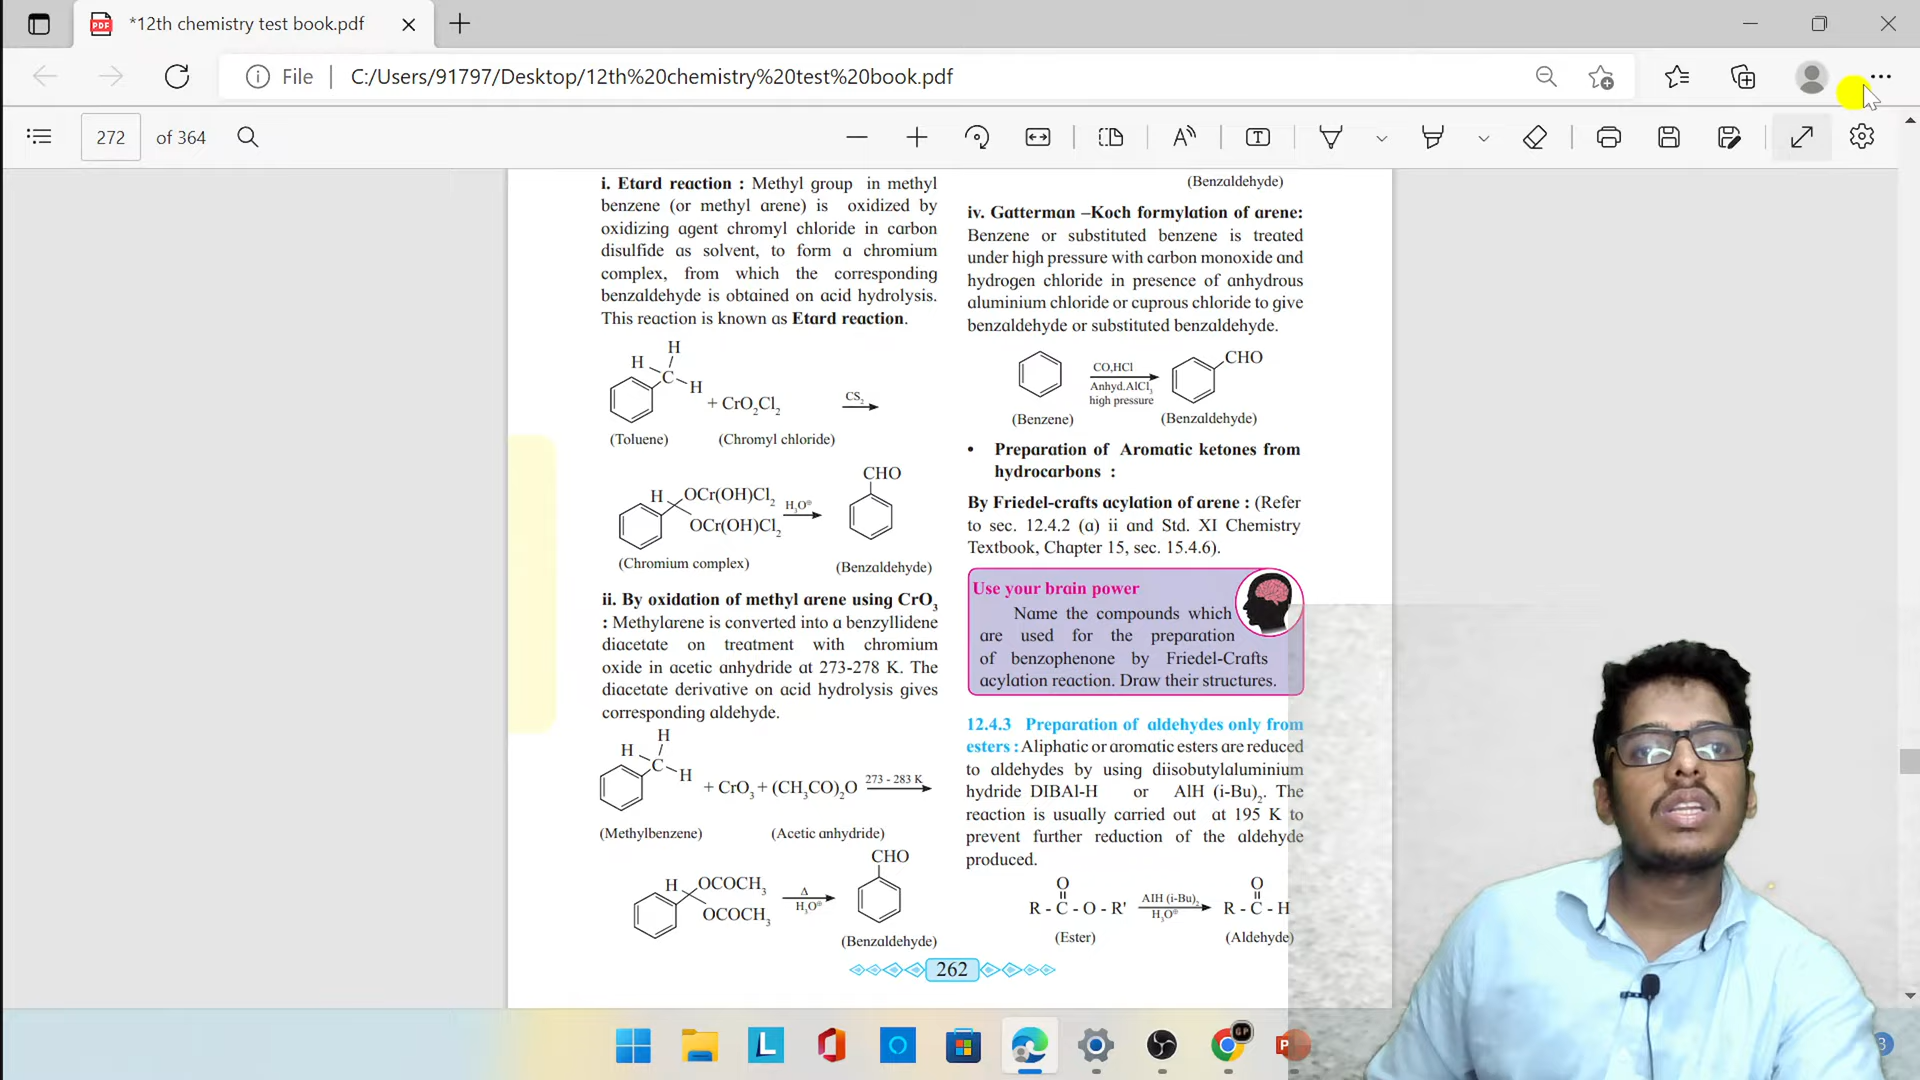 *12th chemistry test book.pdf
File
C:/Users/91797/Desktop/12th%20chemistry%20test%20book.pdf
272 of 364
i. Etard reaction : Methyl group in methyl
benzene (or methyl arene) is oxidized by
oxidizing agent chromyl chloride in carbon
disulfide as solvent, to form a chromium
complex, from which the corresponding
benzaldehyde is obtained on acid hydrolysis.
This reaction is known as Etard reaction.
H
H
C
H
+ CrO2Cl2
CS2
(Toluene)
(Chromyl chloride)
H
OCr(OH)Cl2
OCr(OH)Cl2
H3O⊕
CHO
(Chromium complex)
(Benzaldehyde)
ii. By oxidation of methyl arene using CrO3
: Methylarene is converted into a benzyllidene
diacetate on treatment with chromium
oxide in acetic anhydride at 273-278 K. The
diacetate derivative on acid hydrolysis gives
corresponding aldehyde.
H
H
C
H
+ CrO3 + (CH3CO)2O
273 - 283 K
(Methylbenzene)
(Acetic anhydride)
H
OCOCH3
OCOCH3
Δ
H3O⊕
CHO
(Benzaldehyde)
(Benzaldehyde)
iv. Gatterman –Koch formylation of arene:
Benzene or substituted benzene is treated
under high pressure with carbon monoxide and
hydrogen chloride in presence of anhydrous
aluminium chloride or cuprous chloride to give
benzaldehyde or substituted benzaldehyde.
CO,HCl
Anhyd.AlCl3
high pressure
CHO
(Benzene)
(Benzaldehyde)
• Preparation of Aromatic ketones from
hydrocarbons :
By Friedel-crafts acylation of arene : (Refer
to sec. 12.4.2 (a) ii and Std. XI Chemistry
Textbook, Chapter 15, sec. 15.4.6).
Use your brain power
Name the compounds which
are used for the preparation
of benzophenone by Friedel-Crafts
acylation reaction. Draw their structures.
12.4.3 Preparation of aldehydes only from
esters : Aliphatic or aromatic esters are reduced
to aldehydes by using diisobutylaluminium
hydride DIBAl-H or AlH (i-Bu)2. The
reaction is usually carried out at 195 K to
prevent further reduction of the aldehyde
produced.
O
R - C - O - R'
AlH (i-Bu)2
H3O⊕
O
R - C - H
(Ester)
(Aldehyde)
262